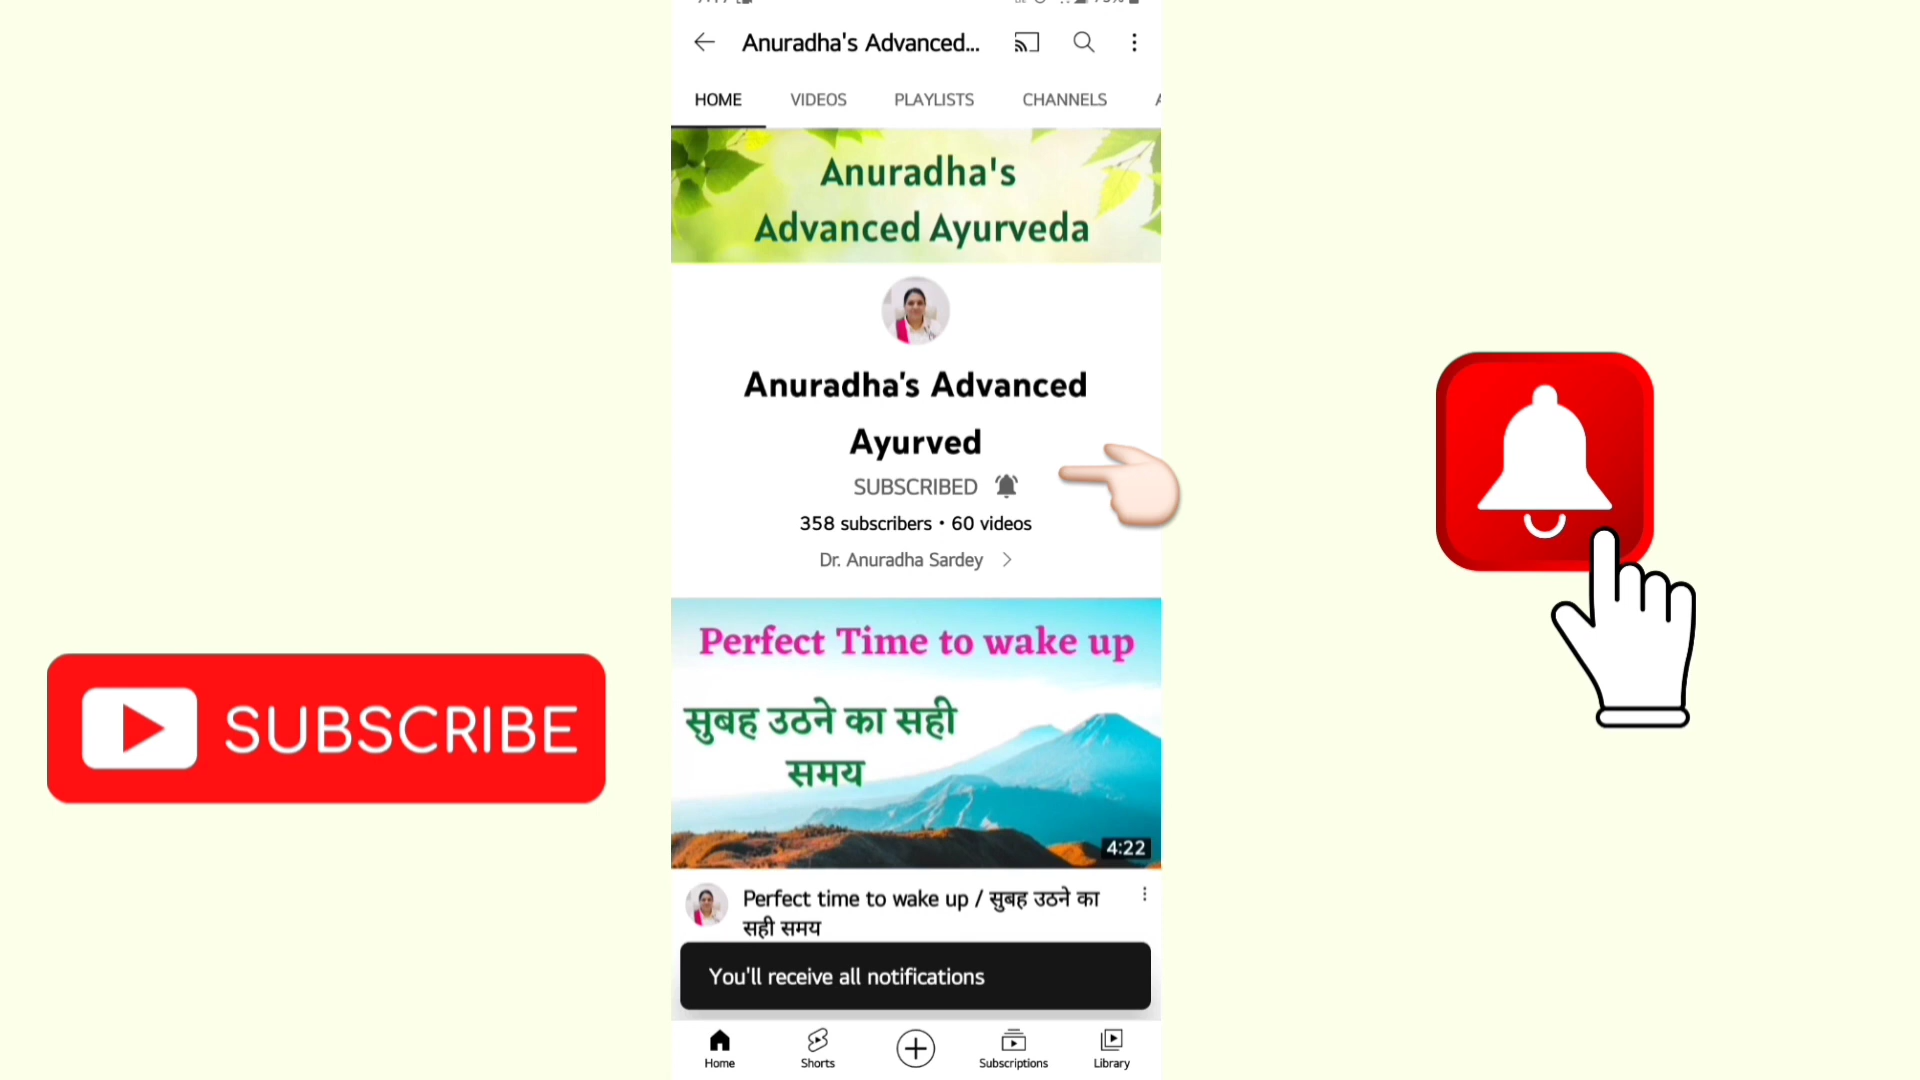 Anuradha's Advanced...
HOME VIDEOS PLAYLISTS CHANNELS
Anuradha's
Advanced Ayurveda
Anuradha's Advanced
Ayurved
SUBSCRIBED
358 subscribers • 60 videos
Dr. Anuradha Sardey
SUBSCRIBE
Perfect Time to wake up
सुबह उठने का सही
समय
4:22
Perfect time to wake up / सुबह उठने का
सही समय
You'll receive all notifications
Home Shorts Subscriptions Library